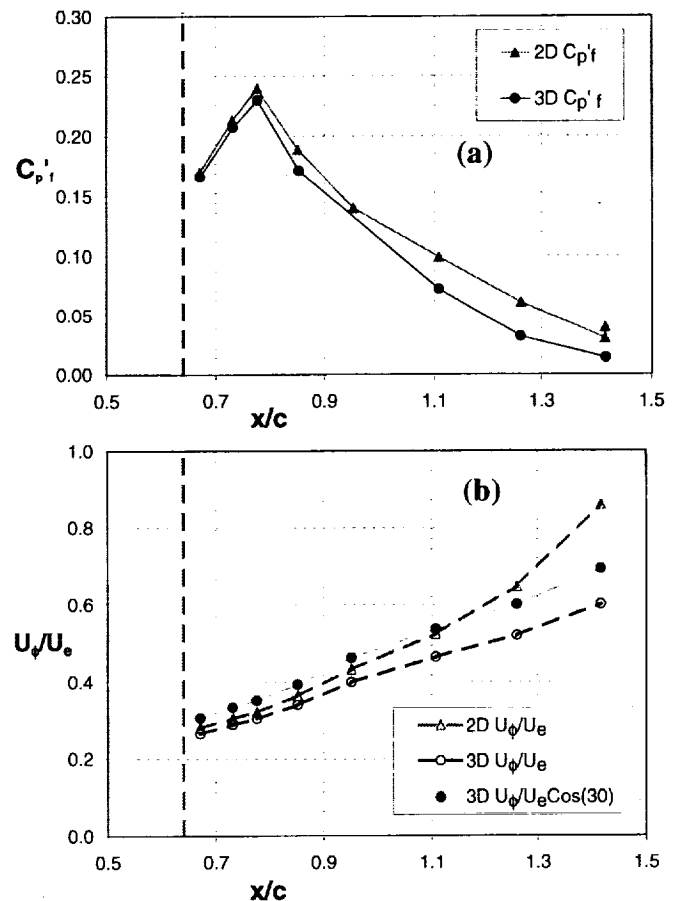 0.30
0.25
0.20
0.15
0.10
0.05
0.00
Cp'f
2D Cp'f
3D Cp'f
(a)
0.5 0.7 0.9 1.1 1.3 1.5
x/c
1.0
0.8
0.6
0.4
0.2
0.0
Uϕ/Ue
(b)
2D Uϕ/Ue
3D Uϕ/Ue
3D Uϕ/UeCos(30)
0.5 0.7 0.9 1.1 1.3 1.5
x/c